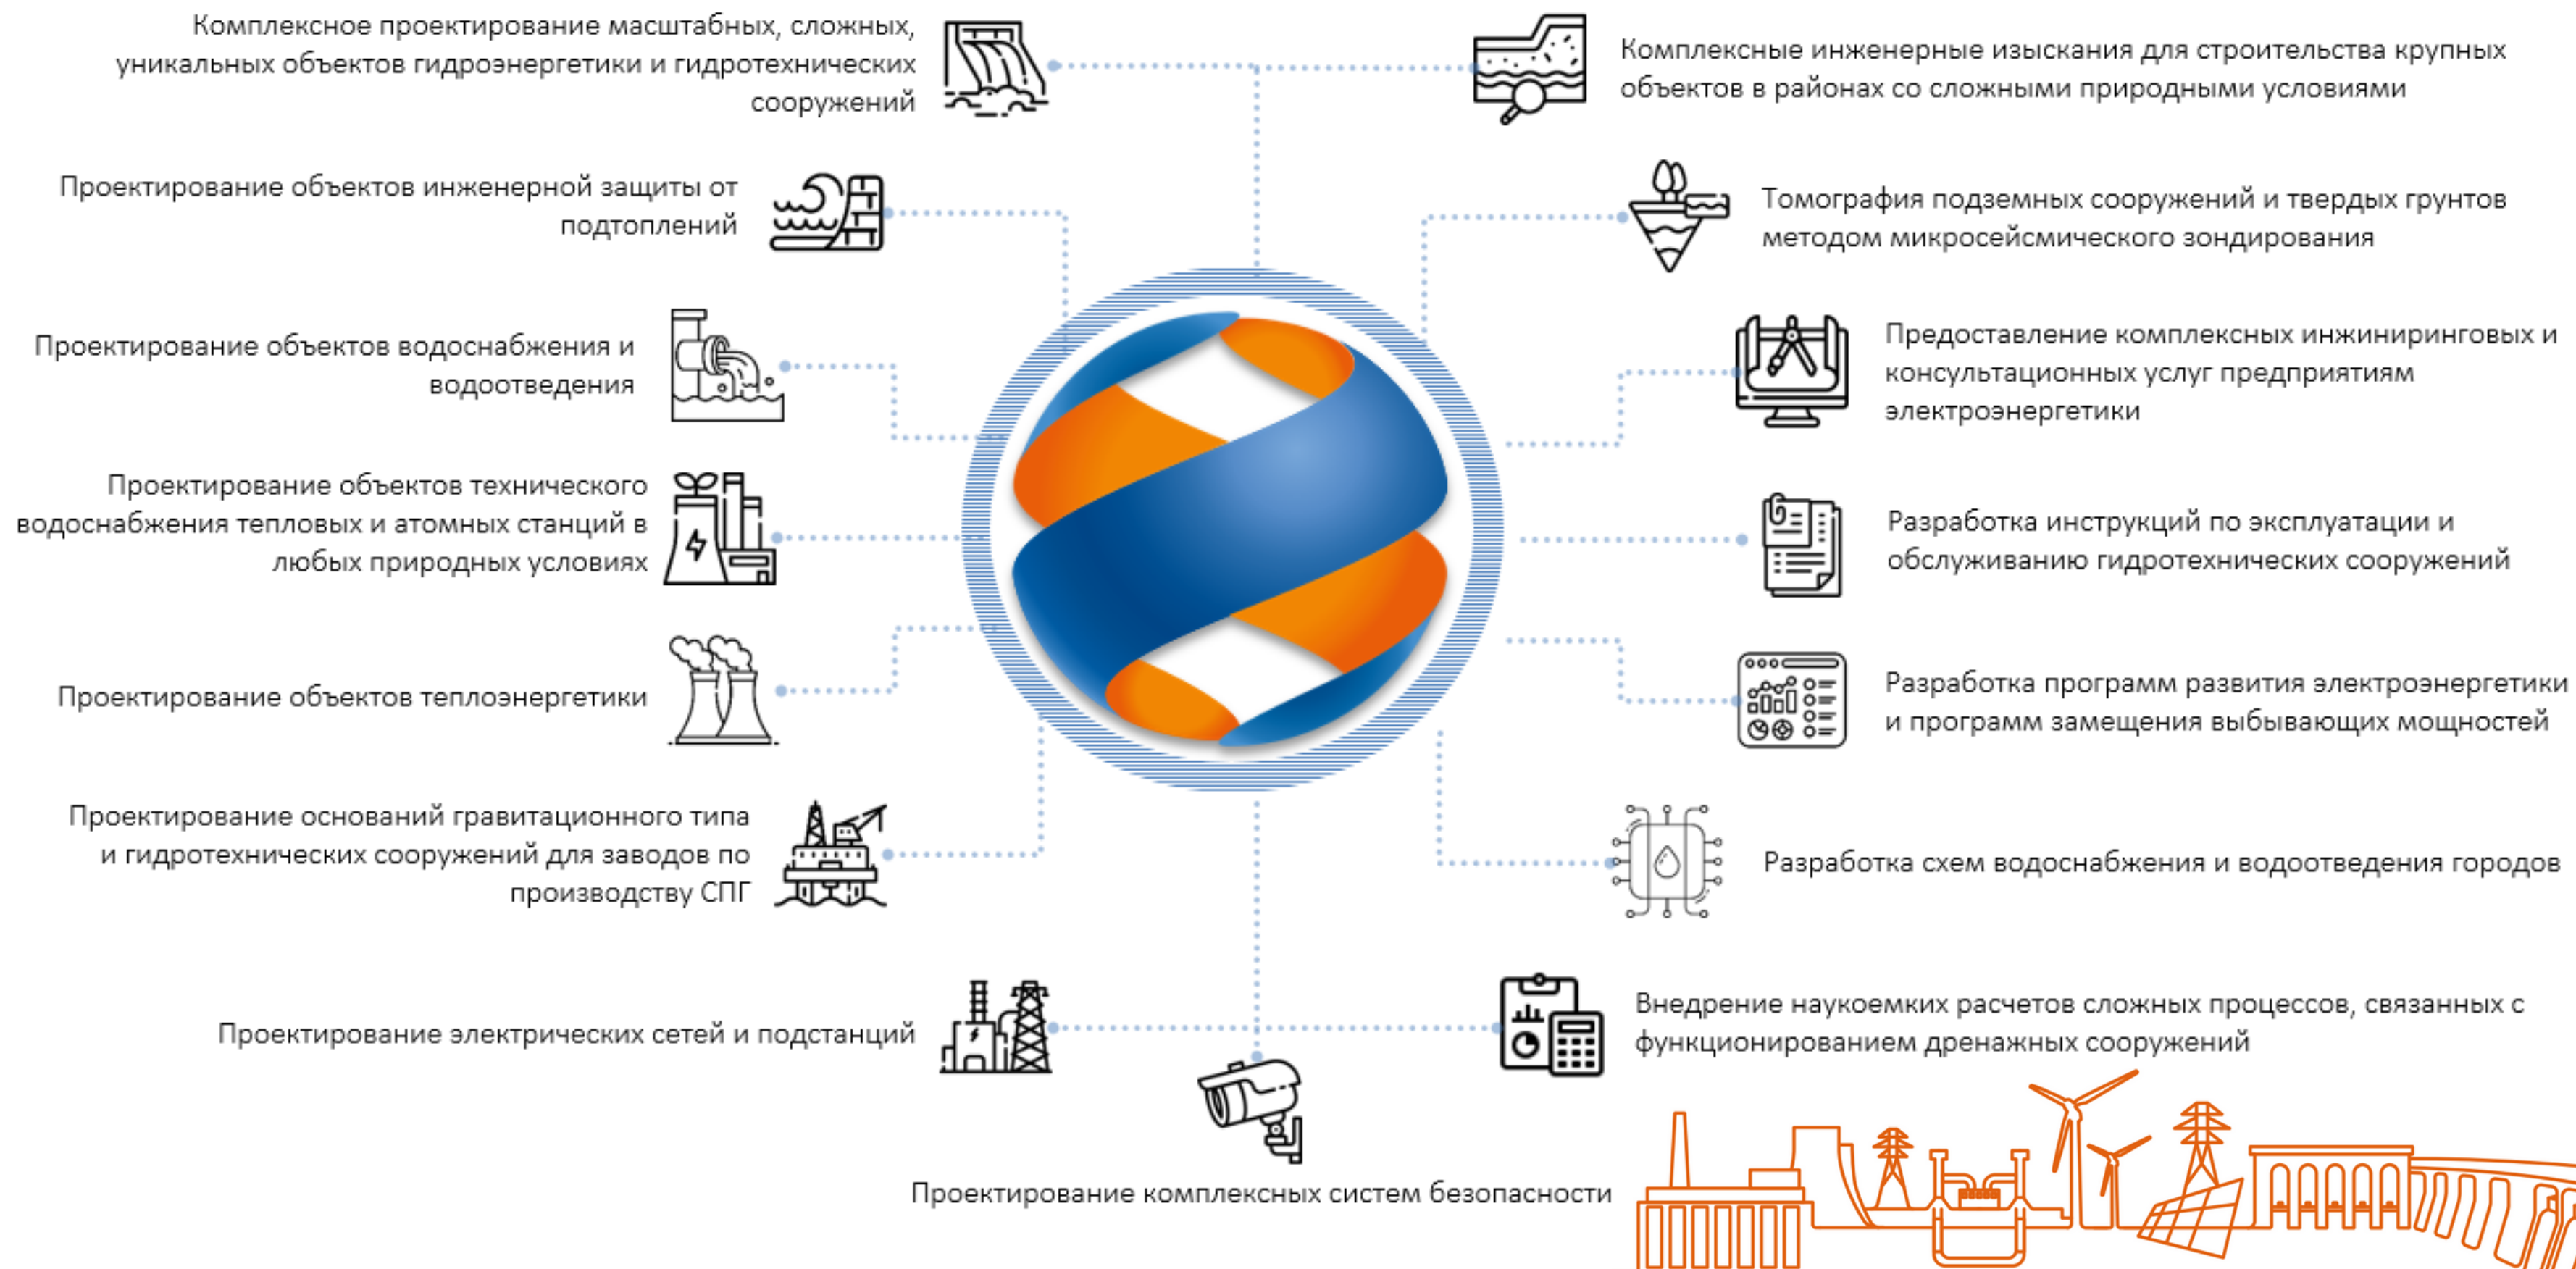 Комплексное проектирование масштабных, сложных,
уникальных объектов гидроэнергетики и гидротехнических
сооружений
Проектирование объектов инженерной защиты от
подтоплений
Проектирование объектов водоснабжения и
водоотведения
Проектирование объектов технического
водоснабжения тепловых и атомных станций в
любых природных условиях
Проектирование объектов теплоэнергетики
Проектирование оснований гравитационного типа
и гидротехнических сооружений для заводов по
производству СПГ
Проектирование электрических сетей и подстанций
Проектирование комплексных систем безопасности
Комплексные инженерные изыскания для строительства крупных
объектов в районах со сложными природными условиями
Томография подземных сооружений и твердых грунтов
методом микросейсмического зондирования
Предоставление комплексных инжиниринговых и
консультационных услуг предприятиям
электроэнергетики
Разработка инструкций по эксплуатации и
обслуживанию гидротехнических сооружений
Разработка программ развития электроэнергетики
и программ замещения выбывающих мощностей
Разработка схем водоснабжения и водоотведения городов
Внедрение наукоемких расчетов сложных процессов, связанных с
функционированием дренажных сооружений